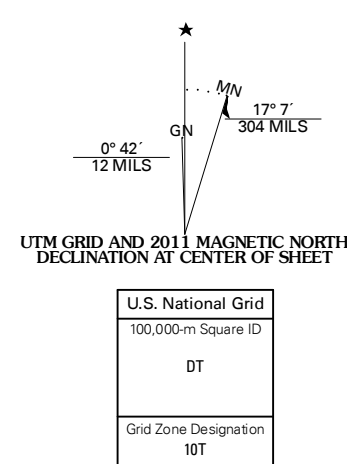 ★
MN
GN
17° 7´
304 MILS
0° 42´
12 MILS
UTM GRID AND 2011 MAGNETIC NORTH
DECLINATION AT CENTER OF SHEET
U.S. National Grid
100,000-m Square ID
DT
Grid Zone Designation
10T